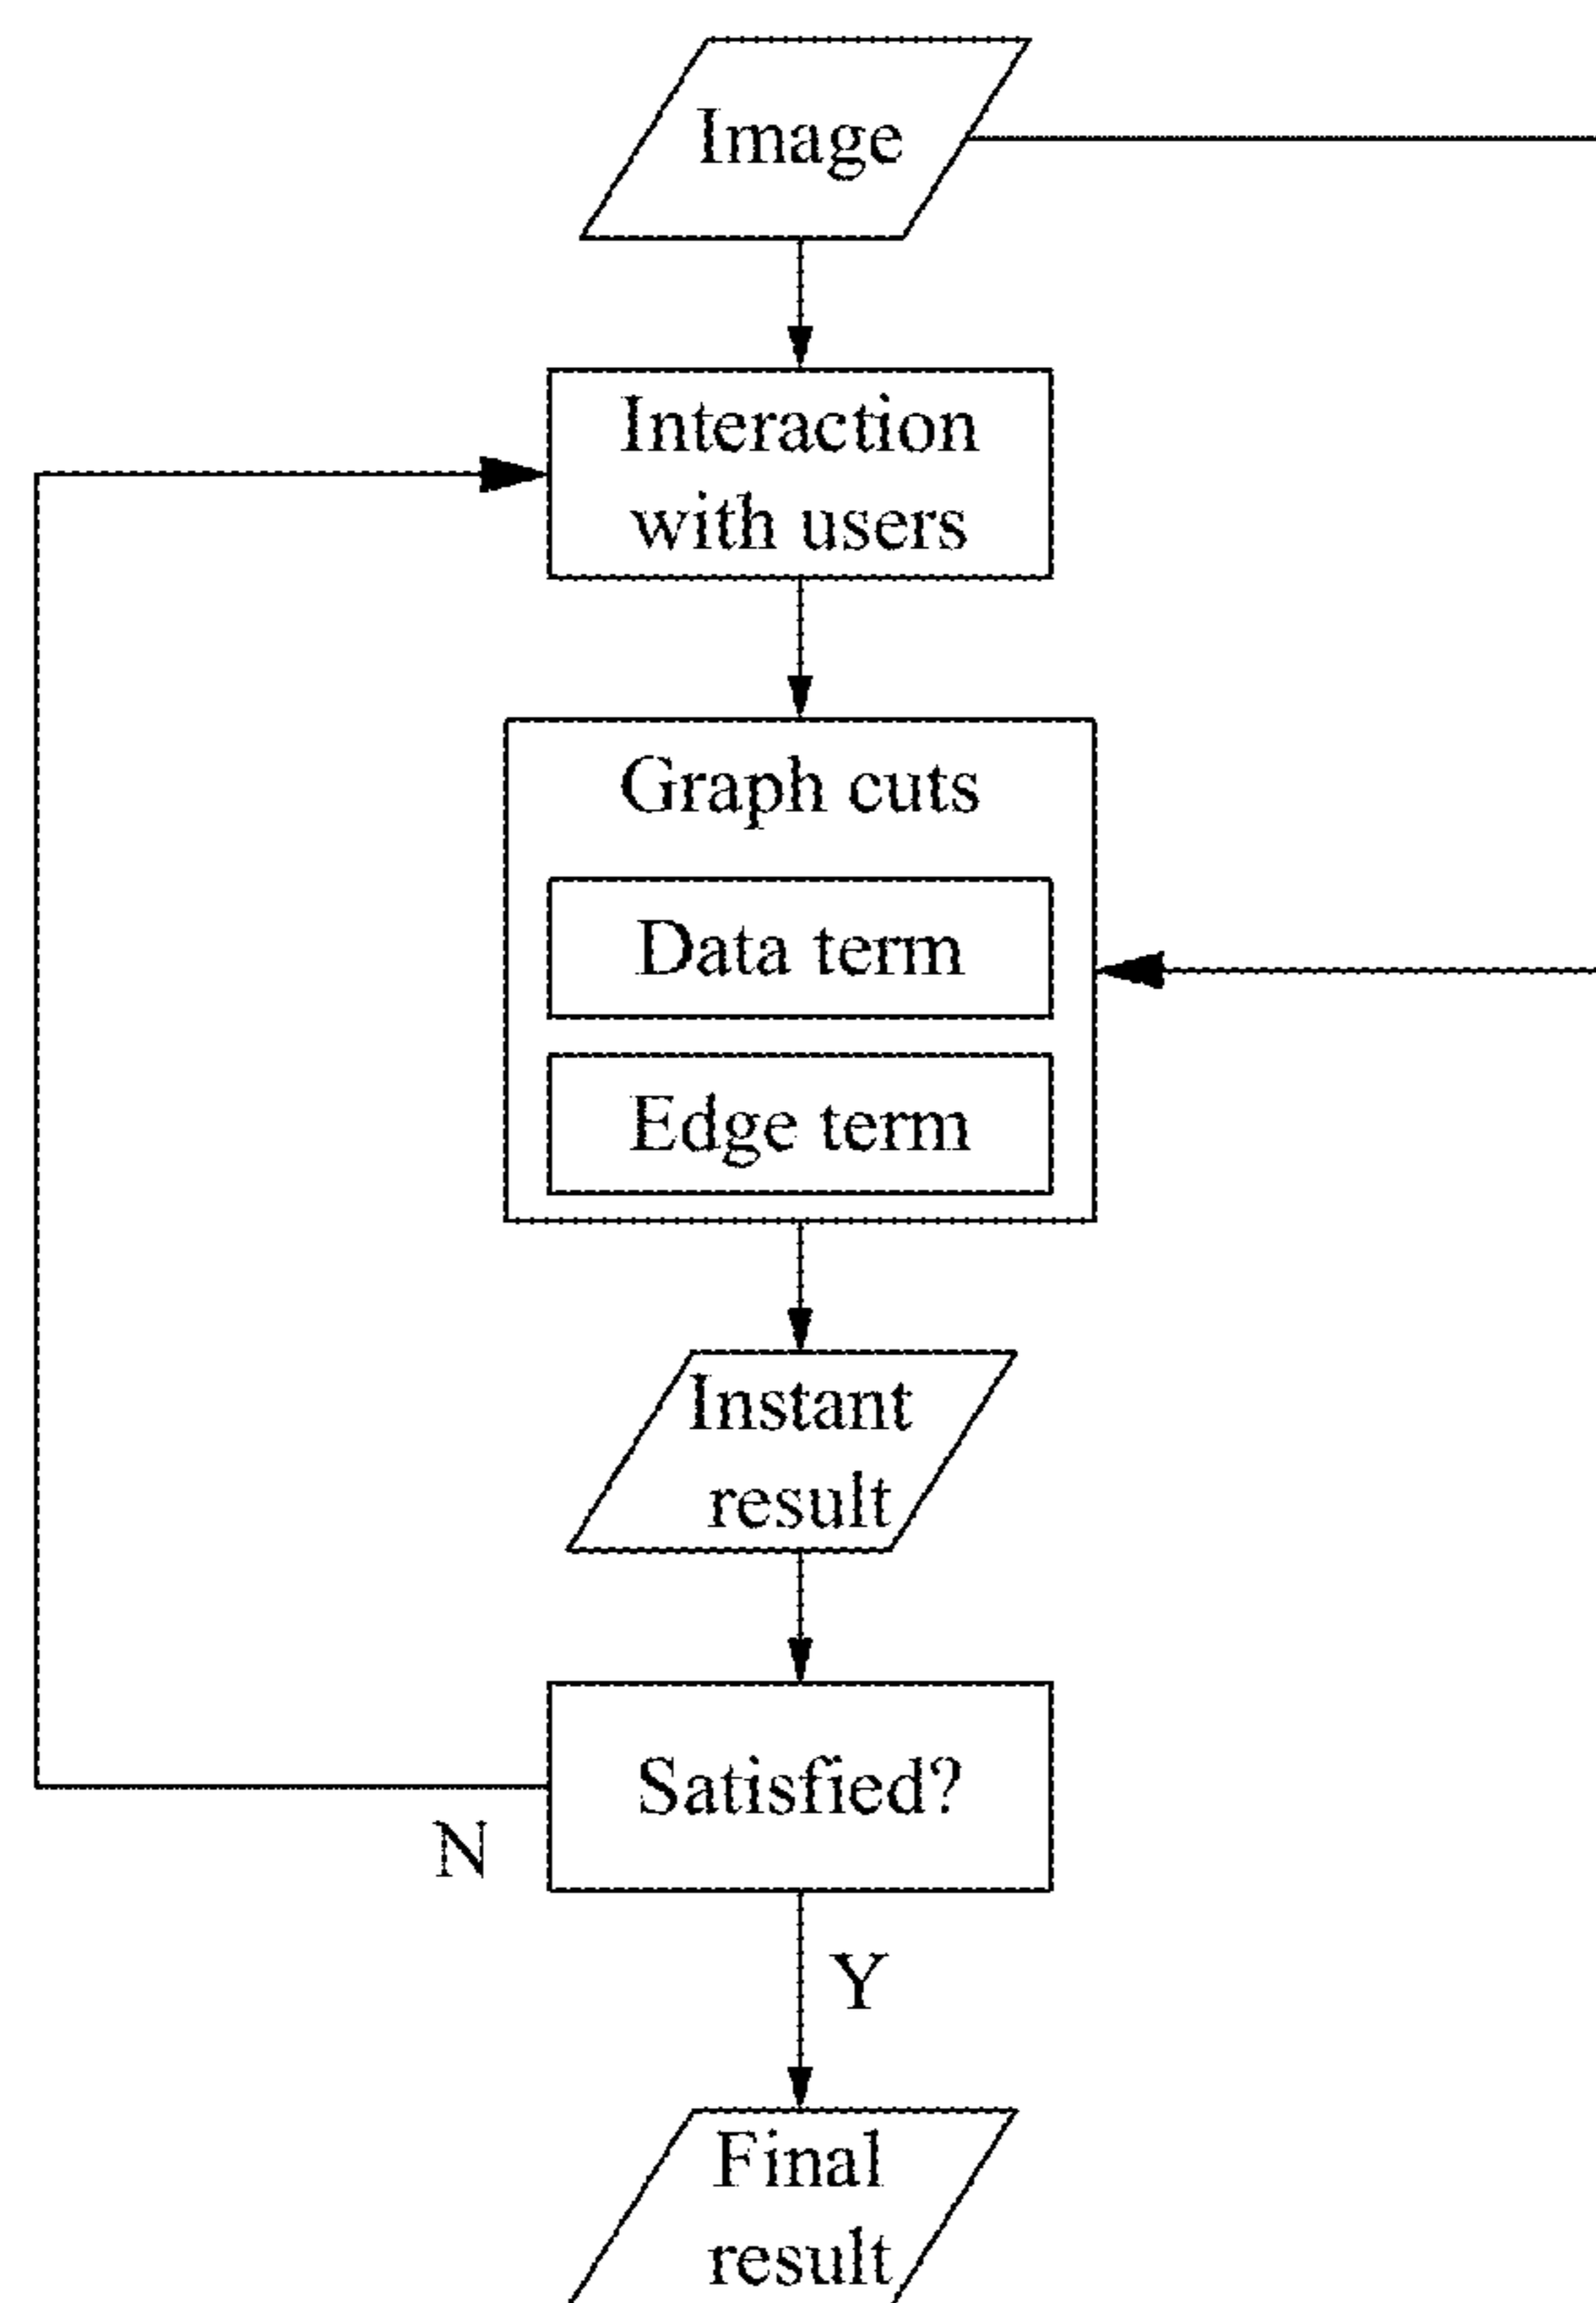 Image
Interaction
with users
Graph cuts
Data term
Edge term
Instant
result
Satisfied?
N
Y
Final
result